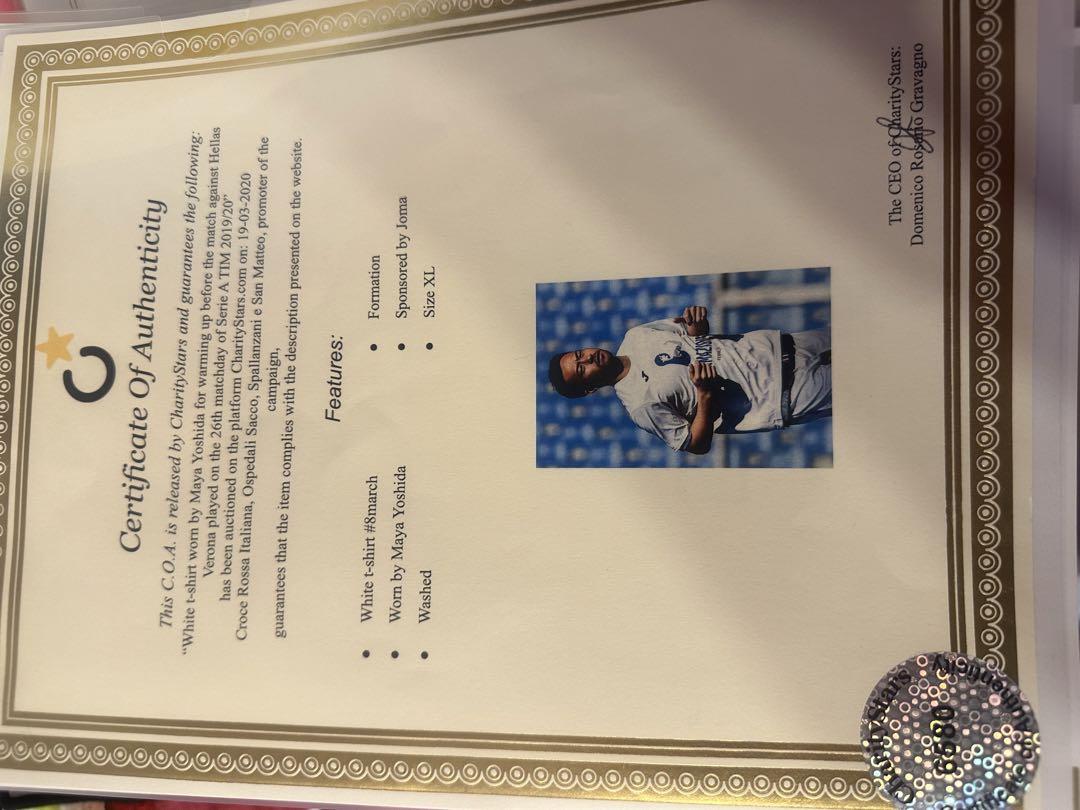 Certificate Of Authenticity
This C.O.A. is released by CharityStars and guarantees the following:
“White t-shirt worn by Maya Yoshida for warming up before the match against Hellas
Verona played on the 26th matchday of Serie A TIM 2019/20”
has been auctioned on the platform CharityStars.com on: 19-03-2020
Croce Rossa Italiana, Ospedali Sacco, Spallanzani e San Matteo, promoter of the
campaign,
guarantees that the item complies with the description presented on the website.
Features:
• White t-shirt #8march
• Worn by Maya Yoshida
• Washed
• Formation
• Sponsored by Joma
• Size XL
The CEO of CharityStars:
Domenico Rosario Gravagno
CharityStars